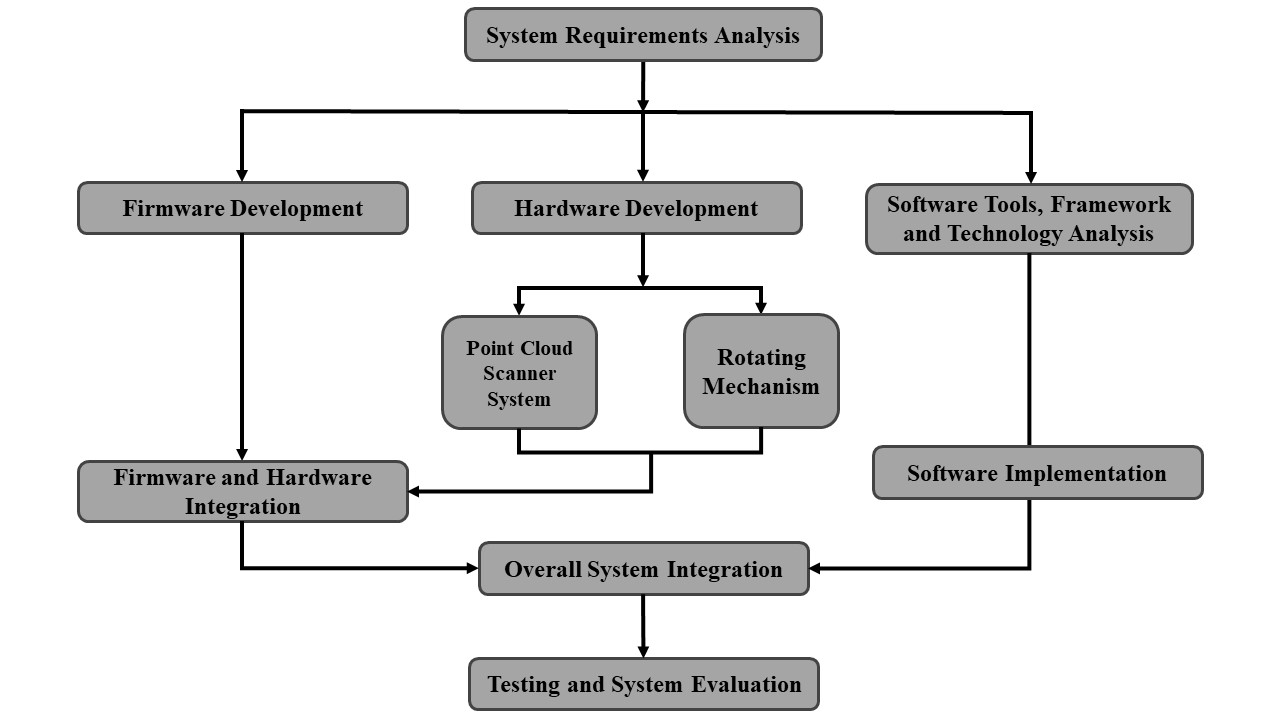 System Requirements Analysis
Firmware Development
Hardware Development
Software Tools, Framework
and Technology Analysis
Point Cloud
Scanner
System
Rotating
Mechanism
Firmware and Hardware
Integration
Software Implementation
Overall System Integration
Testing and System Evaluation